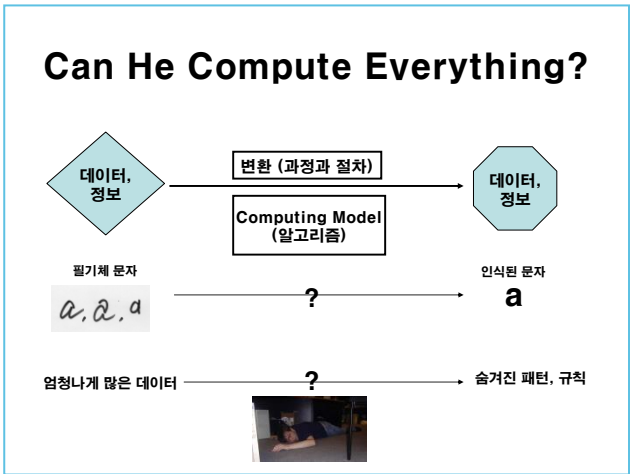 Can He Compute Everything?
데이터,
정보
변환 (과정과 절차)
Computing Model
(알고리즘)
데이터,
정보
필기체 문자
a, a, a
?
인식된 문자
a
엄청나게 많은 데이터
?
숨겨진 패턴, 규칙